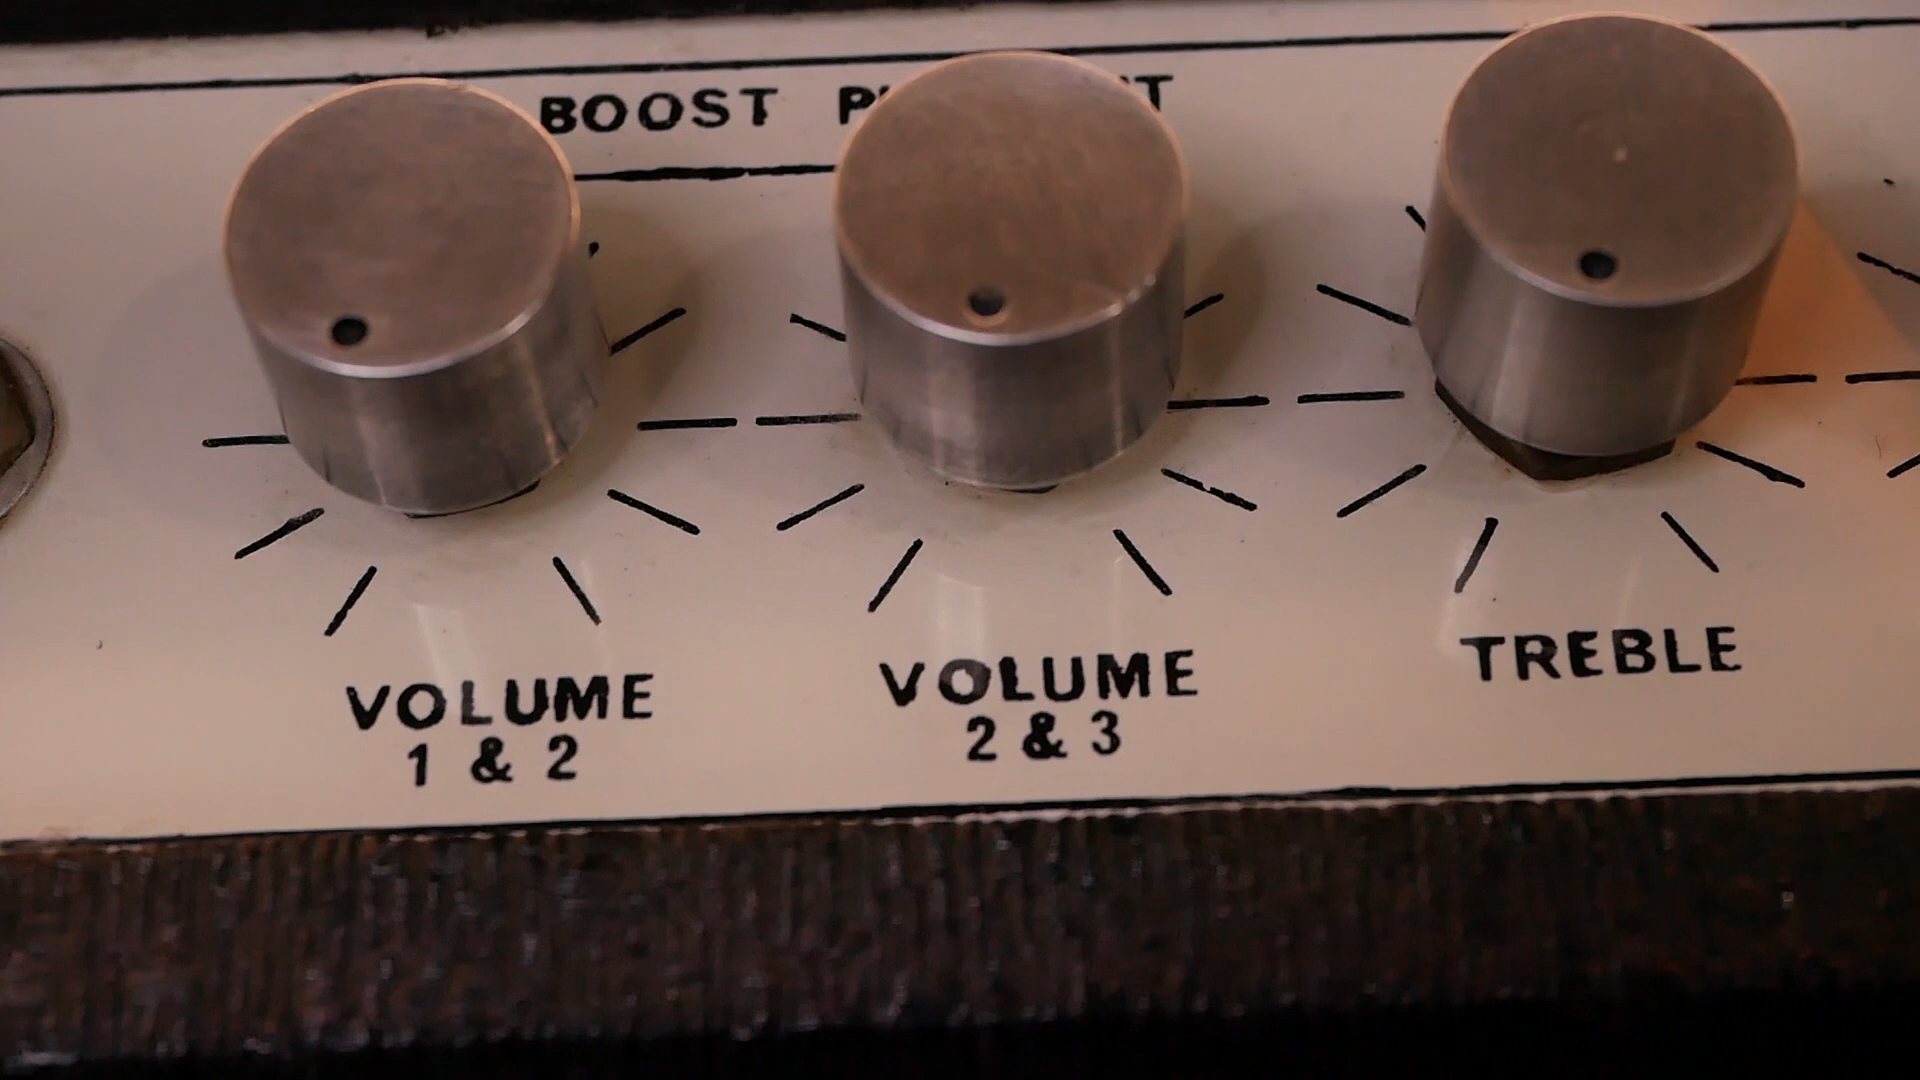 BOOST
VOLUME
1 & 2
VOLUME
2 & 3
TREBLE